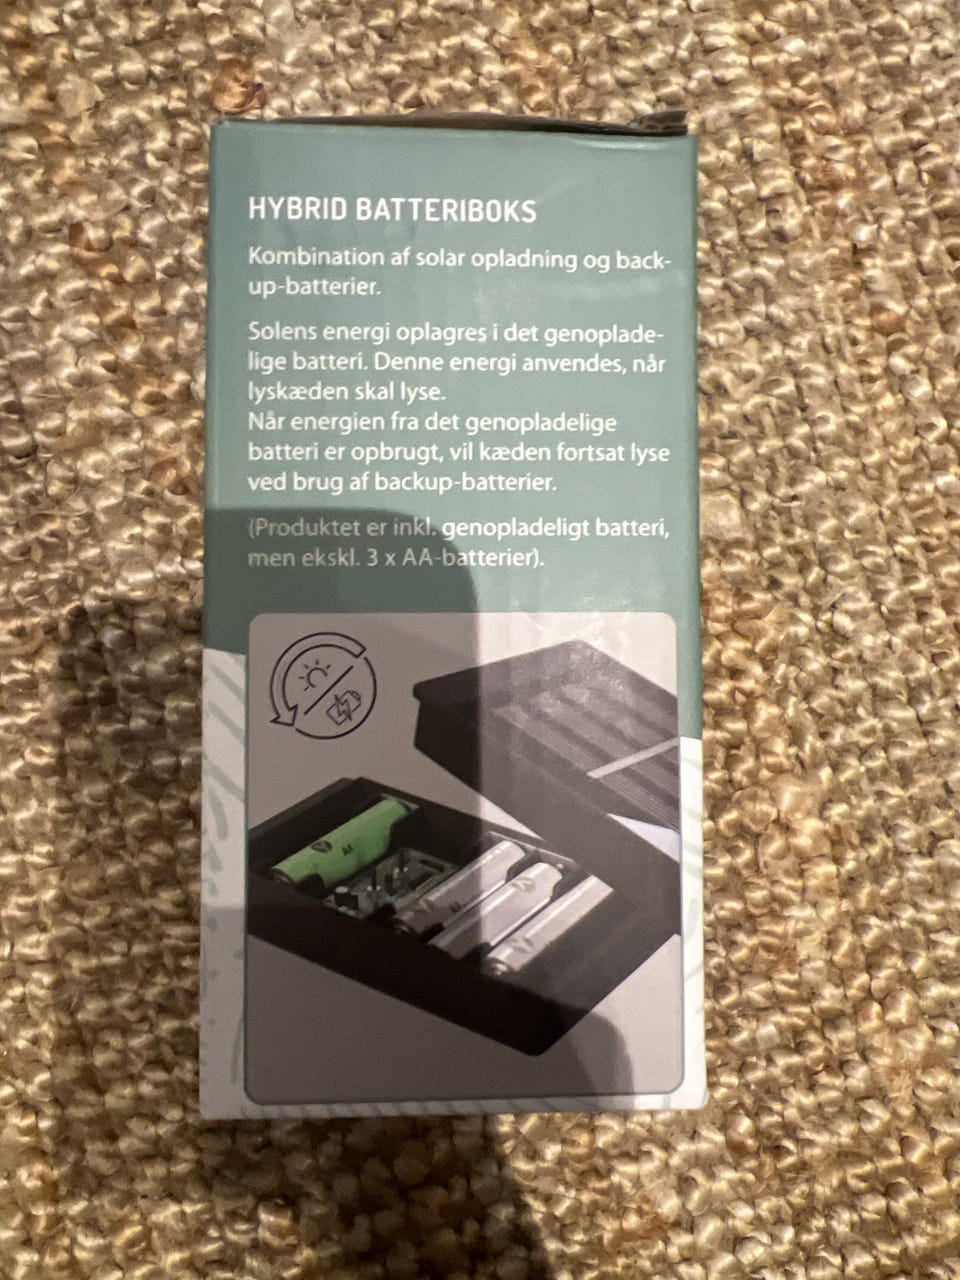 HYBRID BATTERIBOKS
Kombination af solar opladning og back-
up-batterier.
Solens energi oplagres i det genoplade-
lige batteri. Denne energi anvendes, når
lyskæden skal lyse.
Når energien fra det genopladelige
batteri er opbrugt, vil kæden fortsat lyse
ved brug af backup-batterier.
(Produktet er inkl. genopladeligt batteri,
men ekskl. 3 x AA-batterier).
AA
AA